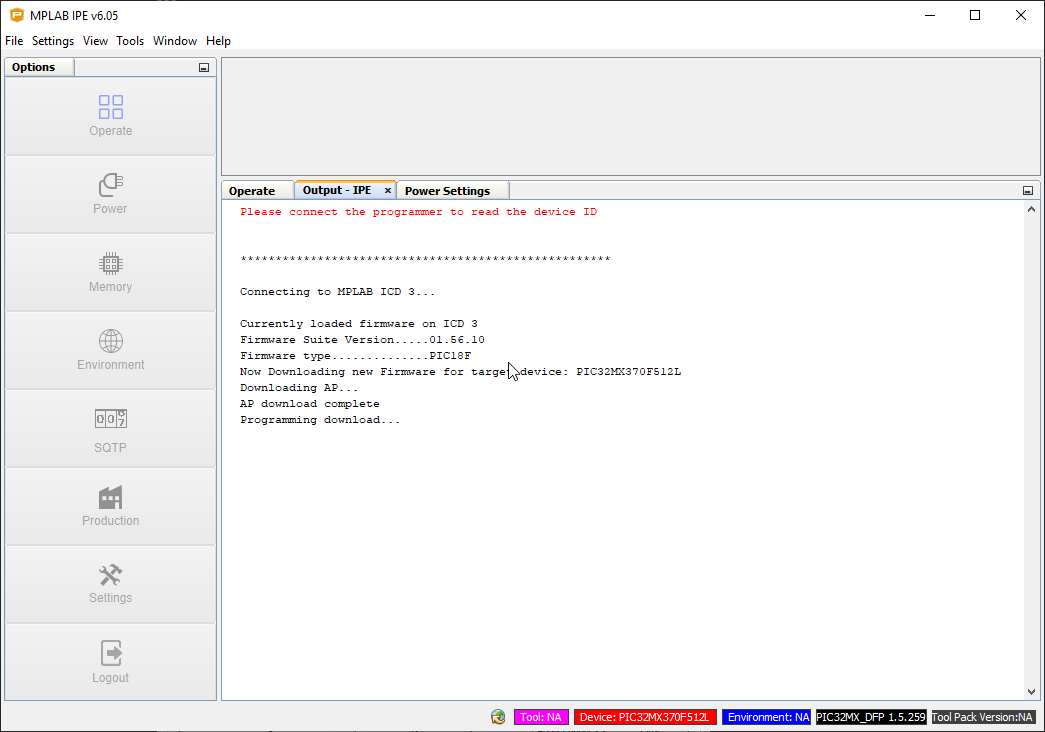 MPLAB IPE v6.05
File Settings View Tools Window Help
Options
Operate
Power
Memory
Environment
SQTP
Production
Settings
Logout
Operate Output - IPE × Power Settings
Please connect the programmer to read the device ID
*****************************************************
Connecting to MPLAB ICD 3...
Currently loaded firmware on ICD 3
Firmware Suite Version.....01.56.10
Firmware type..............PIC18F
Now Downloading new Firmware for target device: PIC32MX370F512L
Downloading AP...
AP download complete
Programming download...
Tool: NA Device: PIC32MX370F512L Environment: NA PIC32MX_DFP 1.5.259 Tool Pack Version:NA